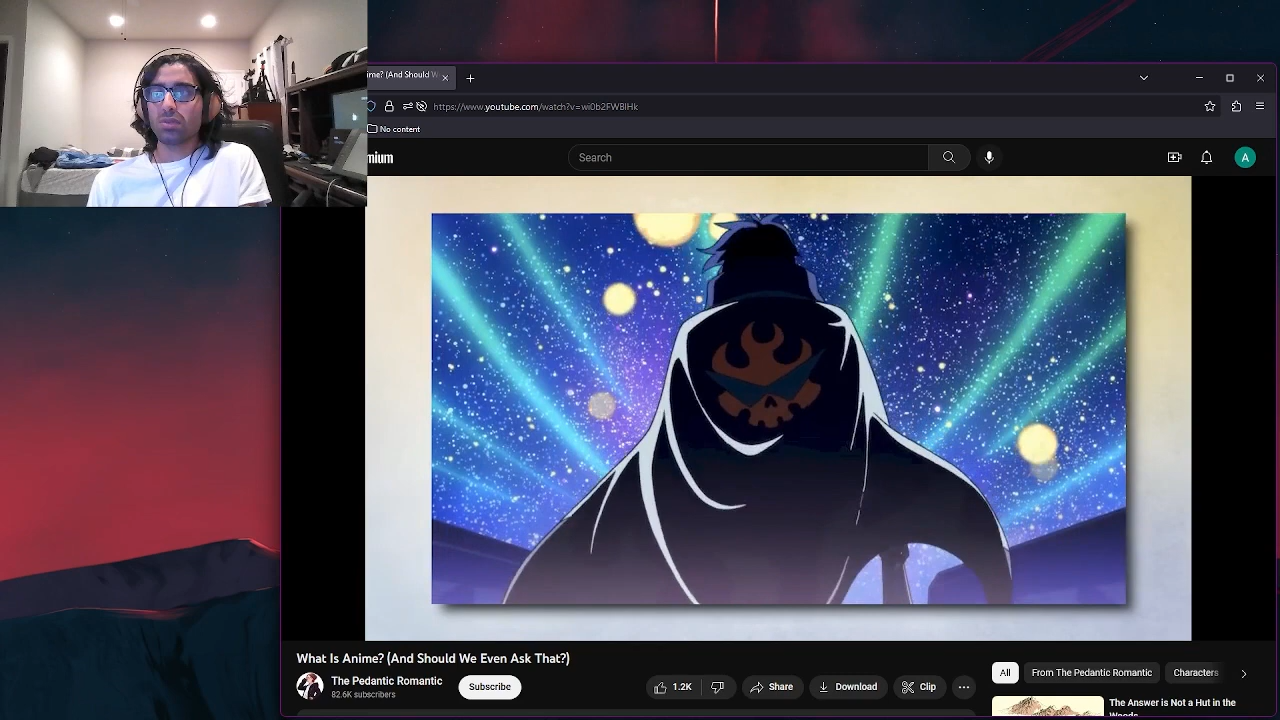 ime? (And Should W
https://www.youtube.com/watch?v=wi0b2FWBIHk
No content
mium
Search
A
What Is Anime? (And Should We Even Ask That?)
The Pedantic Romantic
82.6K subscribers
Subscribe
1.2K
Share
Download
Clip
All
From The Pedantic Romantic
Characters
The Answer is Not a Hut in the
Woods